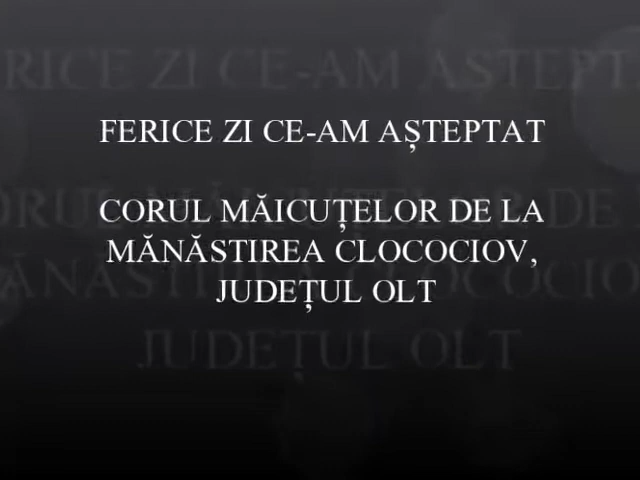 FERICE ZI CE-AM AȘTEPTAT
CORUL MĂICUȚELOR DE LA
MĂNĂSTIREA CLOCOCIOV,
JUDEȚUL OLT